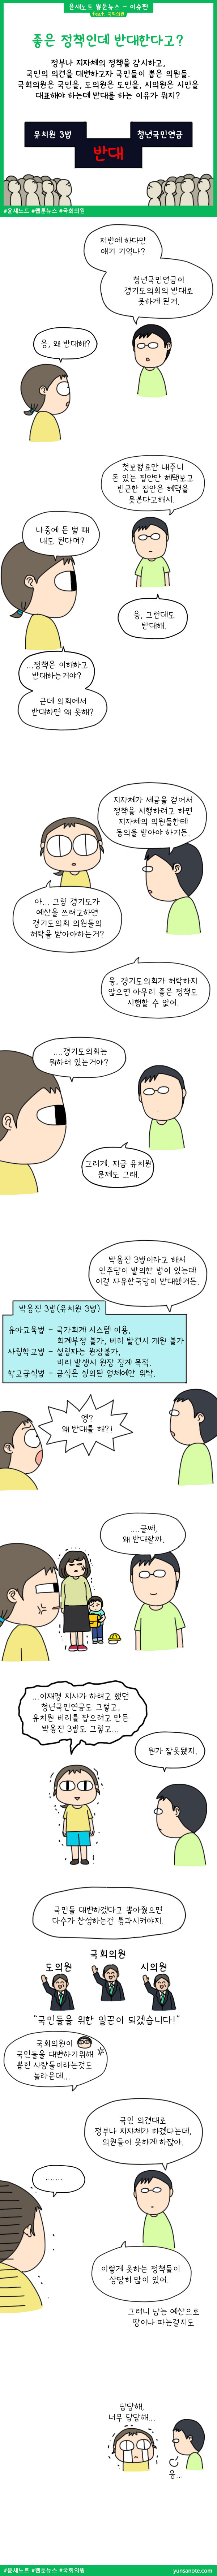 윤새노트 웹툰뉴스 - 이슈편
feat. 국회의원
좋은 정책인데 반대한다고?
정부나 지자체의 정책을 감시하고,
국민의 의견을 대변하고자 국민들이 뽑은 의원들.
국회의원은 국민을, 도의원은 도민을, 시의원은 시민을
대표해야 하는데 반대를 하는 이유가 뭐지?
유치원 3법
청년국민연금
반대
#윤새노트 #웹툰뉴스 #국회의원
저번에 하다만
얘기 기억나?
청년국민연금이
경기도의회의 반대로
못하게 된거.
응, 왜 반대해?
첫보험료만 내주니
돈 있는 집안만 혜택보고
빈곤한 집안은 혜택을
못본다고해서.
나중에 돈 벌 때
내도 된다며?
응, 그런데도
반대해.
...정책은 이해하고
반대하는거야?
근데 의회에서
반대하면 왜 못해?
지자체가 세금을 걷어서
정책을 시행하려고 하면
지자체의 의원들한테
동의를 받아야 하거든.
아... 그럼 경기도가
예산을 쓰려고하면
경기도의회 의원들의
허락을 받아야하는거?
응, 경기도의회가 허락하지
않으면 아무리 좋은 정책도
시행할 수 없어.
....경기도의회는
뭐하러 있는거야?
그러게. 지금 유치원
문제도 그래.
박용진 3법이라고 해서
민주당이 발의한 법이 있는데
이걸 자유한국당이 반대했거든.
박용진 3법(유치원 3법)
유아교육법 - 국가회계 시스템 이용,
회계부정 불가, 비리 발견시 개원 불가
사립학교법 - 설립자는 원장불가,
비리 발생시 원장 징계 목적.
학교급식법 - 급식은 심의된 업체에만 위탁.
엥?
왜 반대를 해?!
....글쎄,
왜 반대할까.
...이재명 지사가 하려고 했던
청년국민연금도 그렇고,
유치원 비리를 잡으려고 만든
박용진 3법도 그렇고...
뭔가 잘못됐지.
국민들 대변하겠다고 뽑아줬으면
다수가 찬성하는건 통과시켜야지.
국회의원
도의원
시의원
"국민들을 위한 일꾼이 되겠습니다!"
국회의원이
국민들을 대변하기위해
뽑힌 사람들이라는것도
놀라운데...
국민 의견대로
정부나 지자체가 하겠다는데,
의원들이 못하게 하잖아.
.......
이렇게 못하는 정책들이
상당히 많이 있어.
그러니 남는 예산으로
땅이나 파는걸지도
답답해,
너무 답답해...
응...
#윤새노트 #웹툰뉴스 #국회의원
yunsanote.com